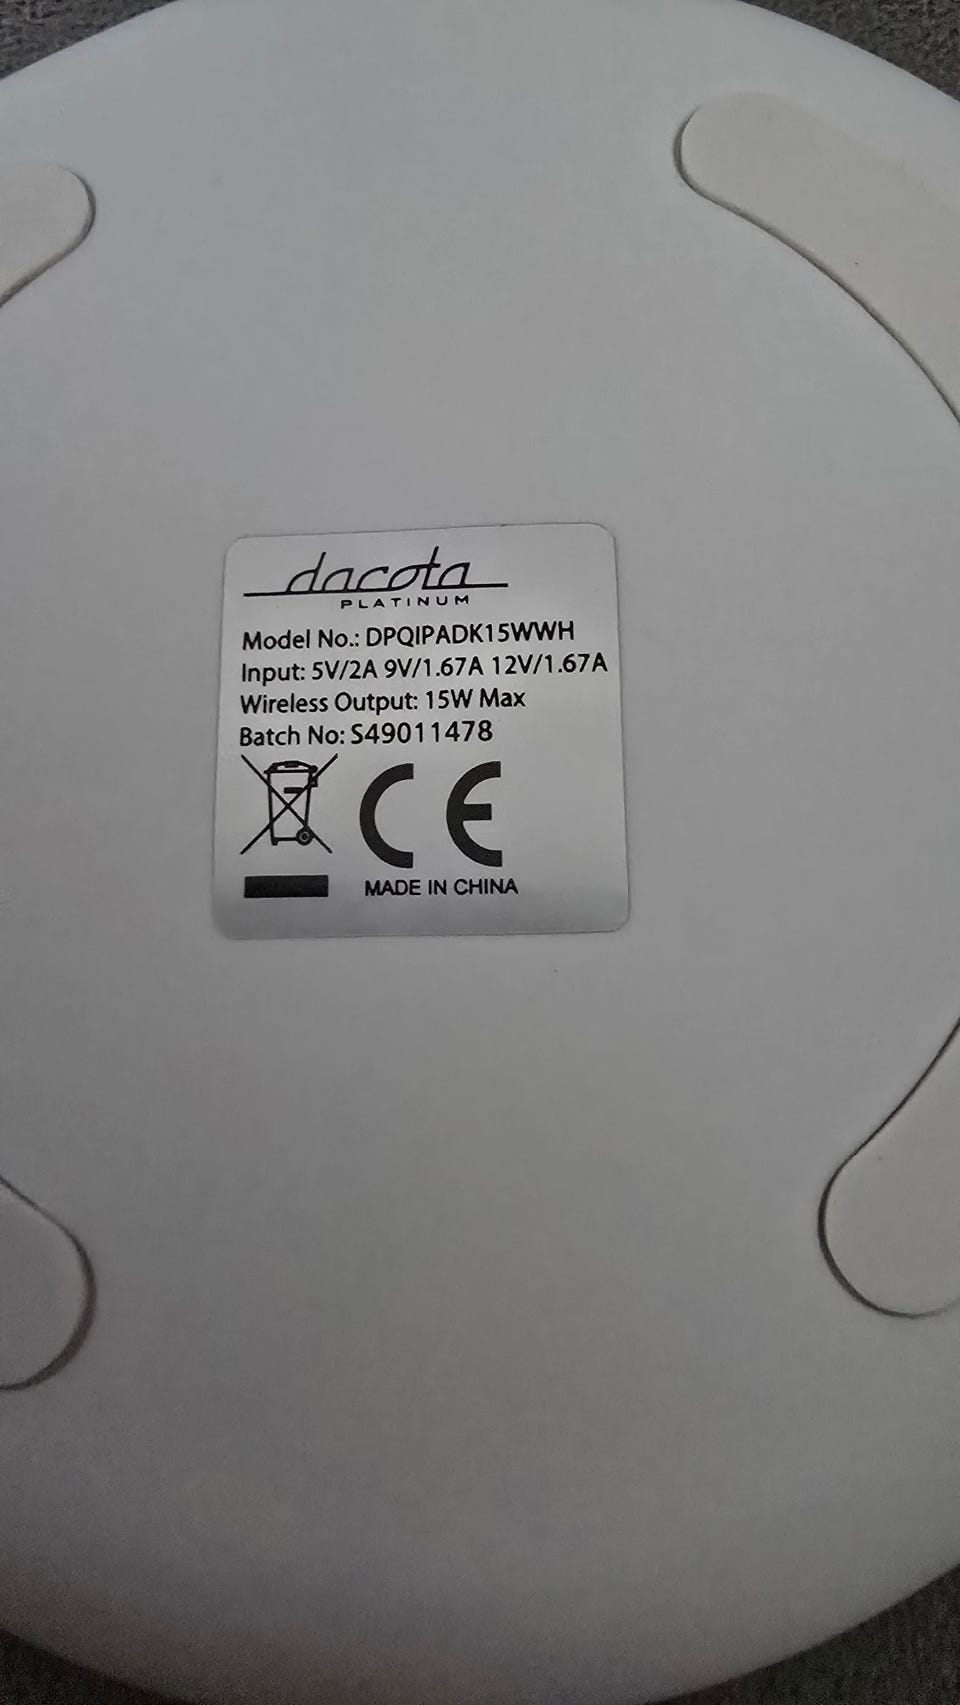 dacota
PLATINUM
Model No.: DPQIPADK15WWH
Input: 5V/2A 9V/1.67A 12V/1.67A
Wireless Output: 15W Max
Batch No: S49011478
CE
MADE IN CHINA